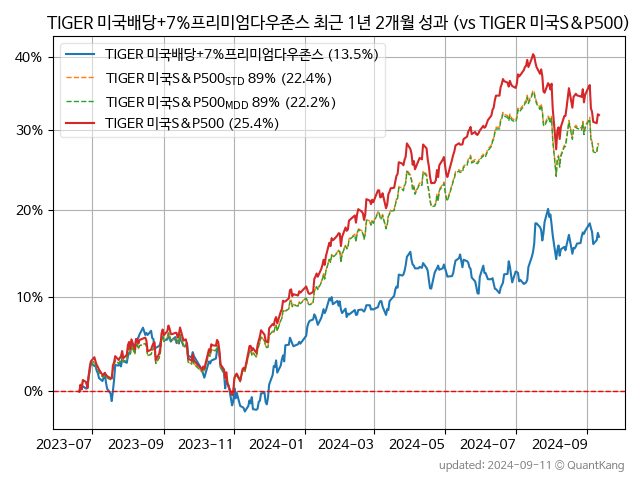 TIGER 미국배당+7%프리미엄다우존스 최근 1년 2개월 성과 (vs TIGER 미국S&P500)
TIGER 미국배당+7%프리미엄다우존스 (13.5%)
TIGER 미국S&P500STD 89% (22.4%)
TIGER 미국S&P500MDD 89% (22.2%)
TIGER 미국S&P500 (25.4%)
40%
30%
20%
10%
0%
2023-07 2023-09 2023-11 2024-01 2024-03 2024-05 2024-07 2024-09
updated: 2024-09-11 © QuantKang